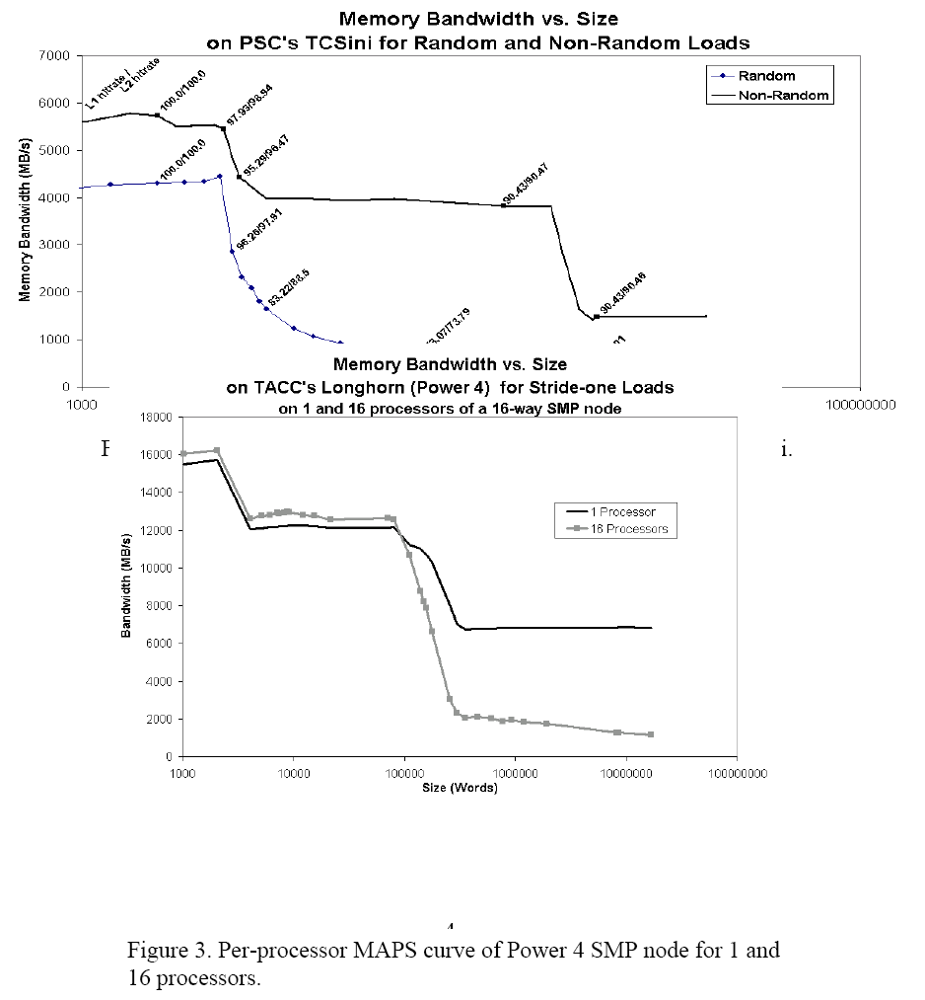 Memory Bandwidth vs. Size
on PSC's TCSini for Random and Non-Random Loads
7000
6000
5000
4000
3000
2000
1000
0
Memory Bandwidth (MB/s)
L1 hitrate /
L2 hitrate
100.0/100.0
97.93/98.94
95.29/96.47
90.43/90.47
90.43/90.46
100.0/100.0
96.26/97.91
83.22/88.5
Random
Non-Random
1000
100000000
i.
Memory Bandwidth vs. Size
on TACC's Longhorn (Power 4) for Stride-one Loads
on 1 and 16 processors of a 16-way SMP node
18000
16000
14000
12000
10000
8000
6000
4000
2000
0
Bandwidth (MB/s)
1 Processor
16 Processors
1000 10000 100000 1000000 10000000 100000000
Size (Words)
Figure 3. Per-processor MAPS curve of Power 4 SMP node for 1 and
16 processors.